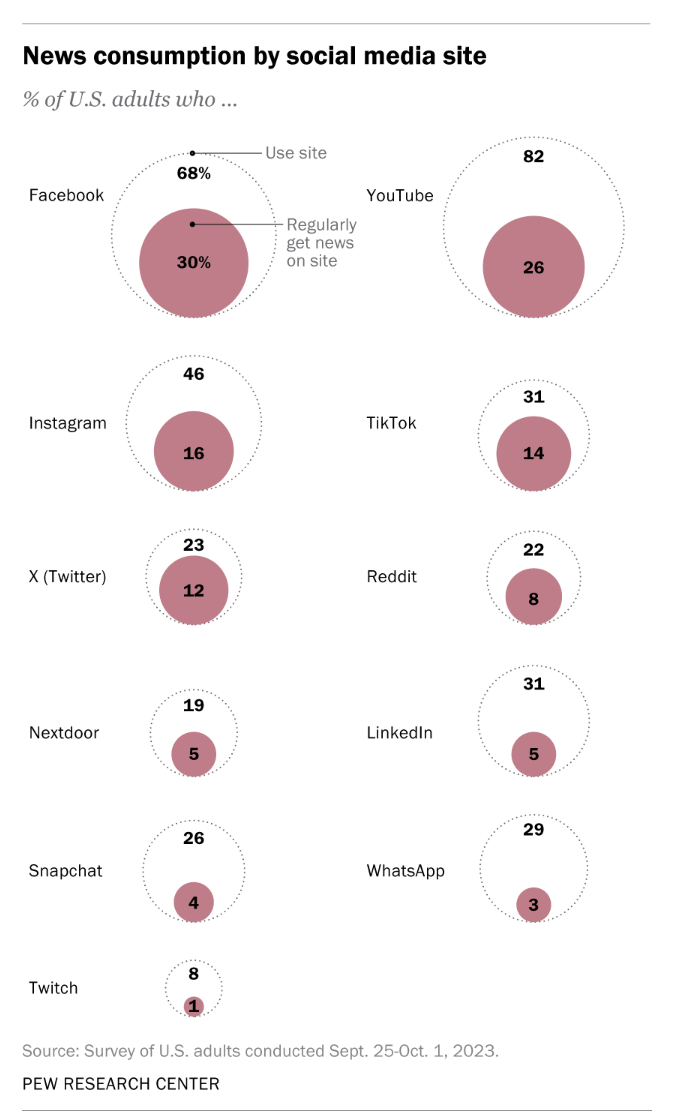 News consumption by social media site
% of U.S. adults who ...
Use site
68%
Facebook
Regularly
get news
on site
30%
82
YouTube
26
46
Instagram
16
31
TikTok
14
23
X (Twitter)
12
22
Reddit
8
19
Nextdoor
5
31
LinkedIn
5
26
Snapchat
4
29
WhatsApp
3
8
Twitch
1
Source: Survey of U.S. adults conducted Sept. 25-Oct. 1, 2023.
PEW RESEARCH CENTER